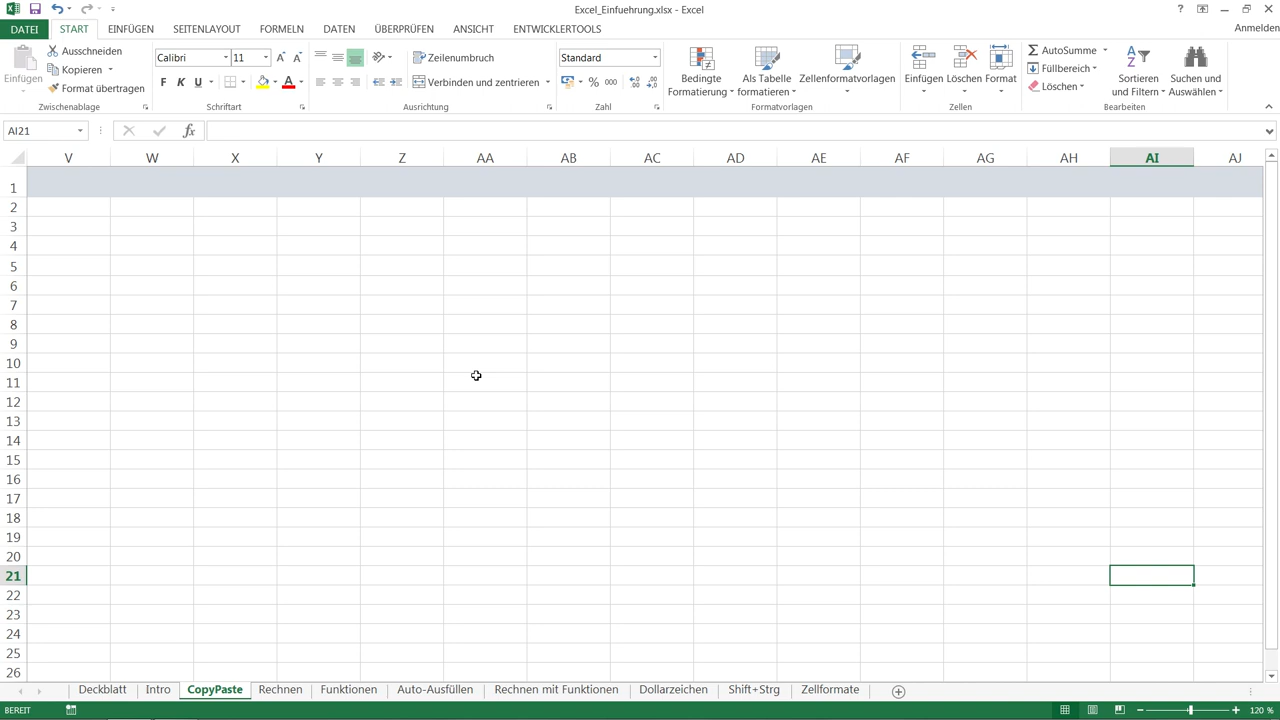 Excel_Einfuehrung.xlsx - Excel
?
DATEI START EINFÜGEN SEITENLAYOUT FORMELN DATEN ÜBERPRÜFEN ANSICHT ENTWICKLERTOOLS Anmelden
Einfügen
Ausschneiden
Kopieren
Format übertragen
Zwischenablage
Calibri 11
F K U
Schriftart
Zeilenumbruch
Verbinden und zentrieren
Ausrichtung
Standard
% 000
Zahl
Bedingte Formatierung
Als Tabelle formatieren
Zellenformatvorlagen
Formatvorlagen
Einfügen Löschen Format
Zellen
AutoSumme
Füllbereich
Löschen
Sortieren und Filtern
Suchen und Auswählen
Bearbeiten
AI21 fx
V W X Y Z AA AB AC AD AE AF AG AH AI AJ
1
2
3
4
5
6
7
8
9
10
11
12
13
14
15
16
17
18
19
20
21
22
23
24
25
26
Deckblatt Intro CopyPaste Rechnen Funktionen Auto-Ausfüllen Rechnen mit Funktionen Dollarzeichen Shift+Strg Zellformate
BEREIT 120 %